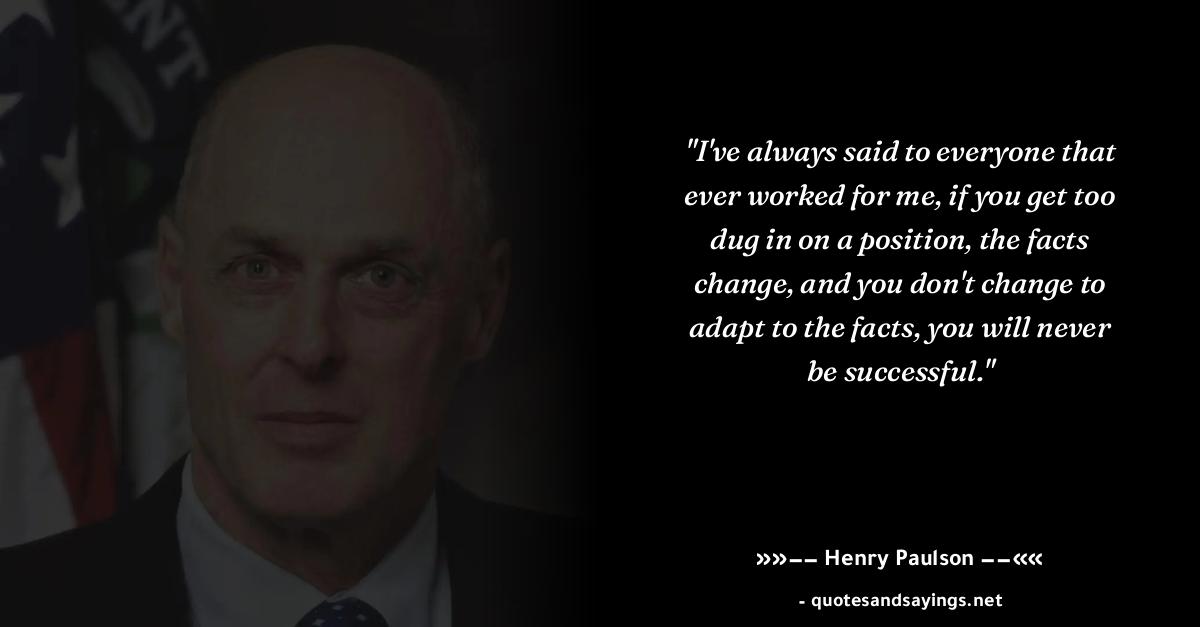 NT
"I've always said to everyone that
ever worked for me, if you get too
dug in on a position, the facts
change, and you don't change to
adapt to the facts, you will never
be successful."
»»–– Henry Paulson ––««
- quotesandsayings.net